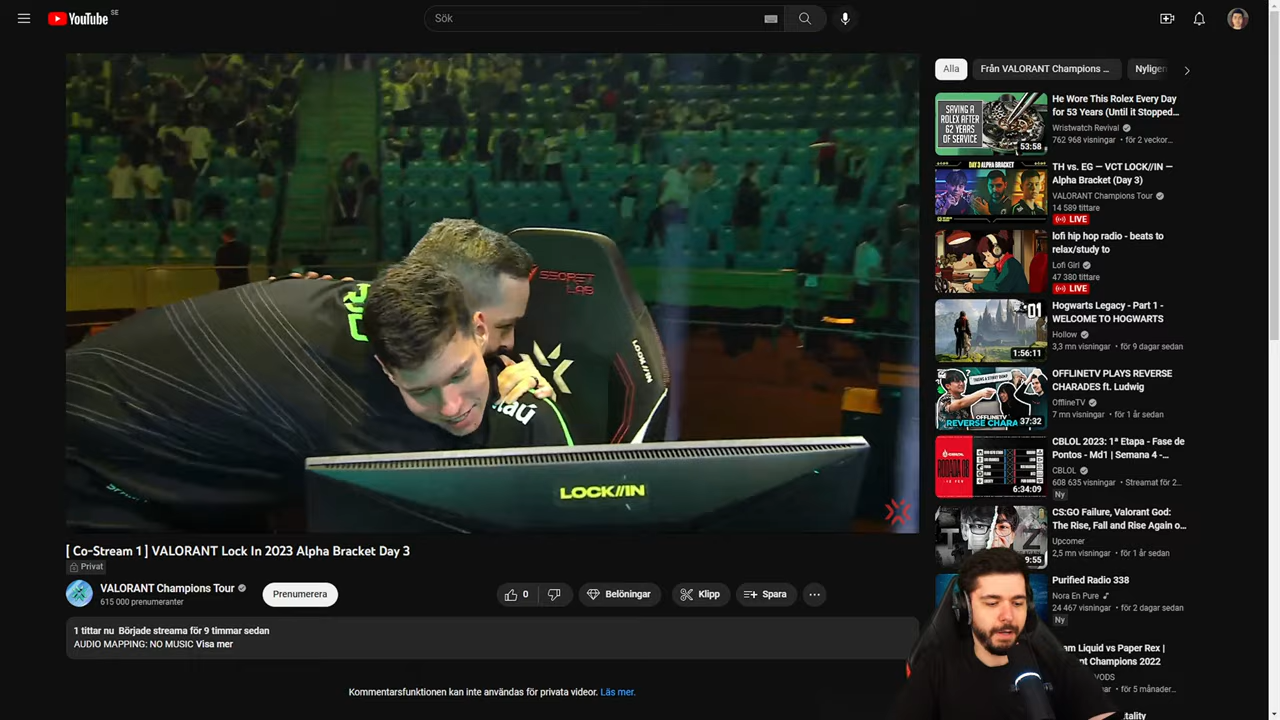 YouTube SE
Sök
SECRET
LAB
LOCK//IN
LOCK//IN
[ Co-Stream 1 ] VALORANT Lock In 2023 Alpha Bracket Day 3
Privat
VALORANT Champions Tour
615 000 prenumeranter
Prenumerera
0
Belöningar
Klipp
Spara
1 tittar nu Började streama för 9 timmar sedan
AUDIO MAPPING: NO MUSIC Visa mer
Kommentarsfunktionen kan inte användas för privata videor. Läs mer.
Alla
Från VALORANT Champions ...
Nyligen
SAVING A
ROLEX AFTER
62 YEARS
OF SERVICE
53:58
He Wore This Rolex Every Day
for 53 Years (Until it Stopped...
Wristwatch Revival
762 968 visningar • för 2 veckor...
DAY 3 ALPHA BRACKET
TH vs. EG — VCT LOCK//IN —
Alpha Bracket (Day 3)
VALORANT Champions Tour
14 589 tittare
LIVE
lofi hip hop radio - beats to
relax/study to
Lofi Girl
47 380 tittare
LIVE
01
1:56:11
Hogwarts Legacy - Part 1 -
WELCOME TO HOGWARTS
Hollow
3,3 mn visningar • för 9 dagar sedan
OFFLINETV
REVERSE CHARA
37:32
OFFLINETV PLAYS REVERSE
CHARADES ft. Ludwig
OfflineTV
7 mn visningar • för 1 år sedan
6:34:09
CBLOL 2023: 1ª Etapa - Fase de
Pontos - Md1 | Semana 4 -...
CBLOL
608 635 visningar • Streamat för 2...
Ny
9:55
CS:GO Failure, Valorant God:
The Rise, Fall and Rise Again o...
Upcomer
2,5 mn visningar • för 1 år sedan
Purified Radio 338
Nora En Pure
24 467 visningar • för 2 dagar sedan
Ny
am Liquid vs Paper Rex |
Champions 2022
VODS
för 5 månader...